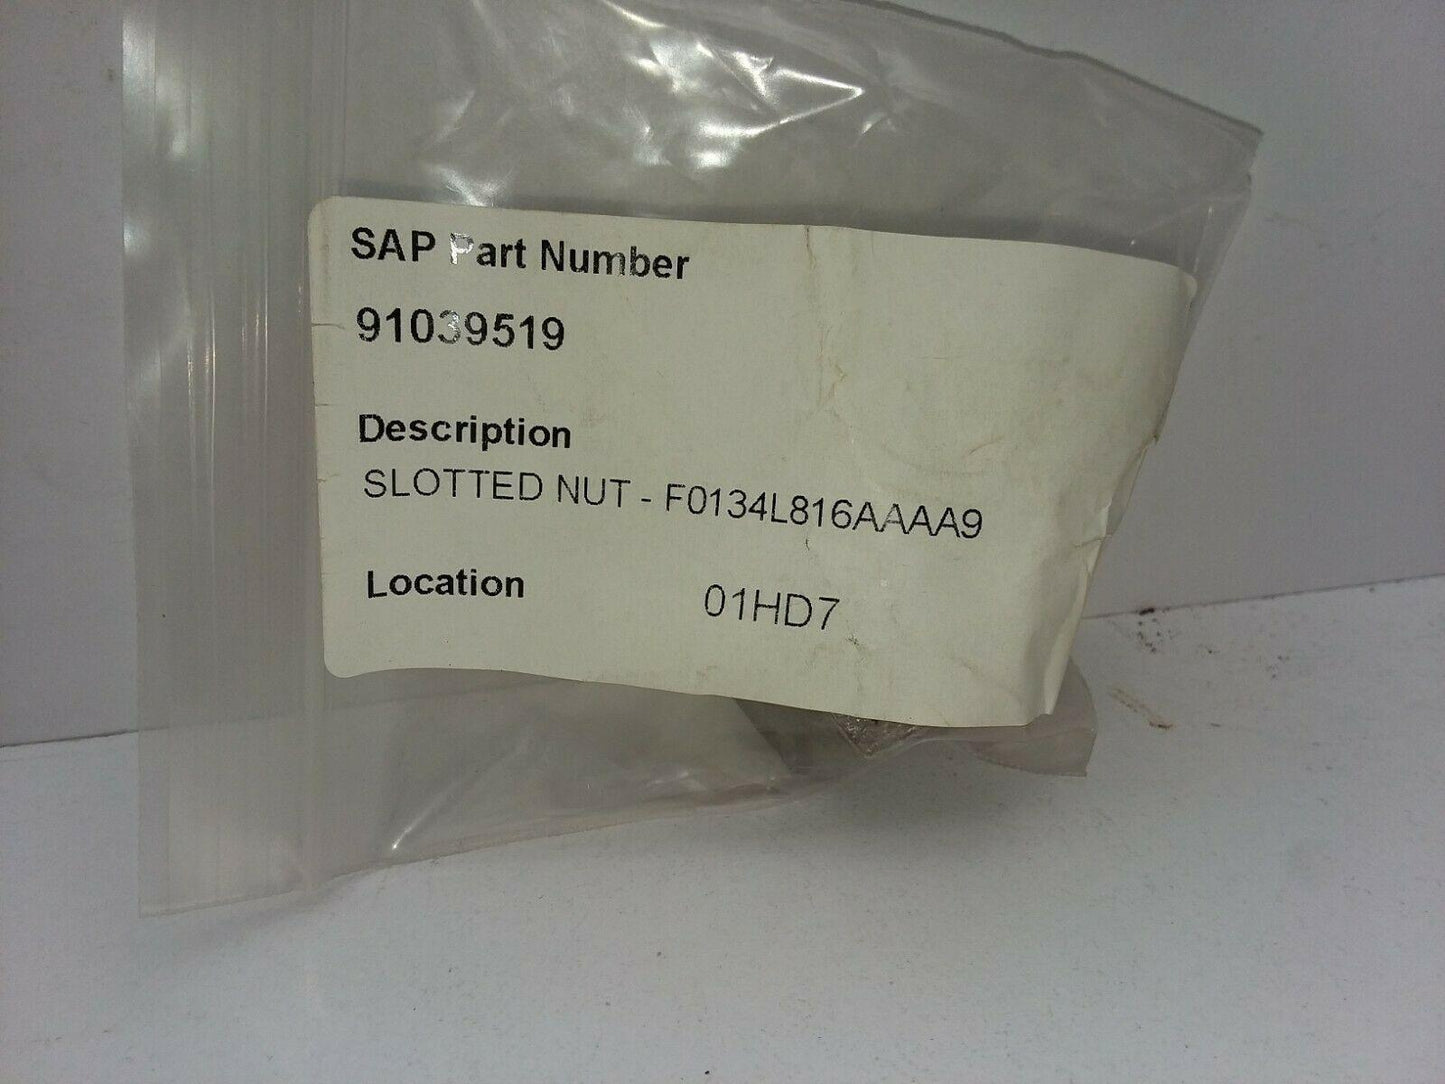 SAP Part Number
91039519
Description
SLOTTED NUT - F0134L816AAAA9
Location 01HD7